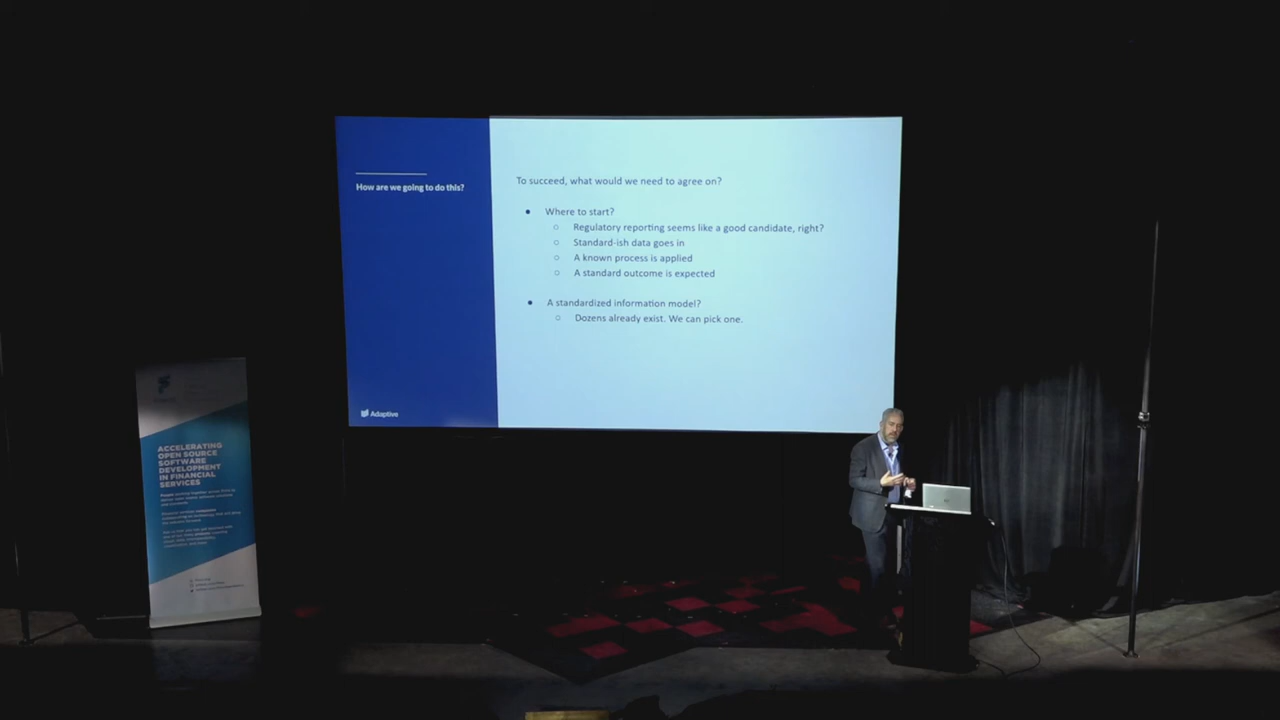 How are we going to do this?
To succeed, what would we need to agree on?
● Where to start?
○ Regulatory reporting seems like a good candidate, right?
○ Standard-ish data goes in
○ A known process is applied
○ A standard outcome is expected
● A standardized information model?
○ Dozens already exist. We can pick one.
Adaptive
ACCELERATING
OPEN SOURCE
SOFTWARE
DEVELOPMENT
IN FINANCIAL
SERVICES